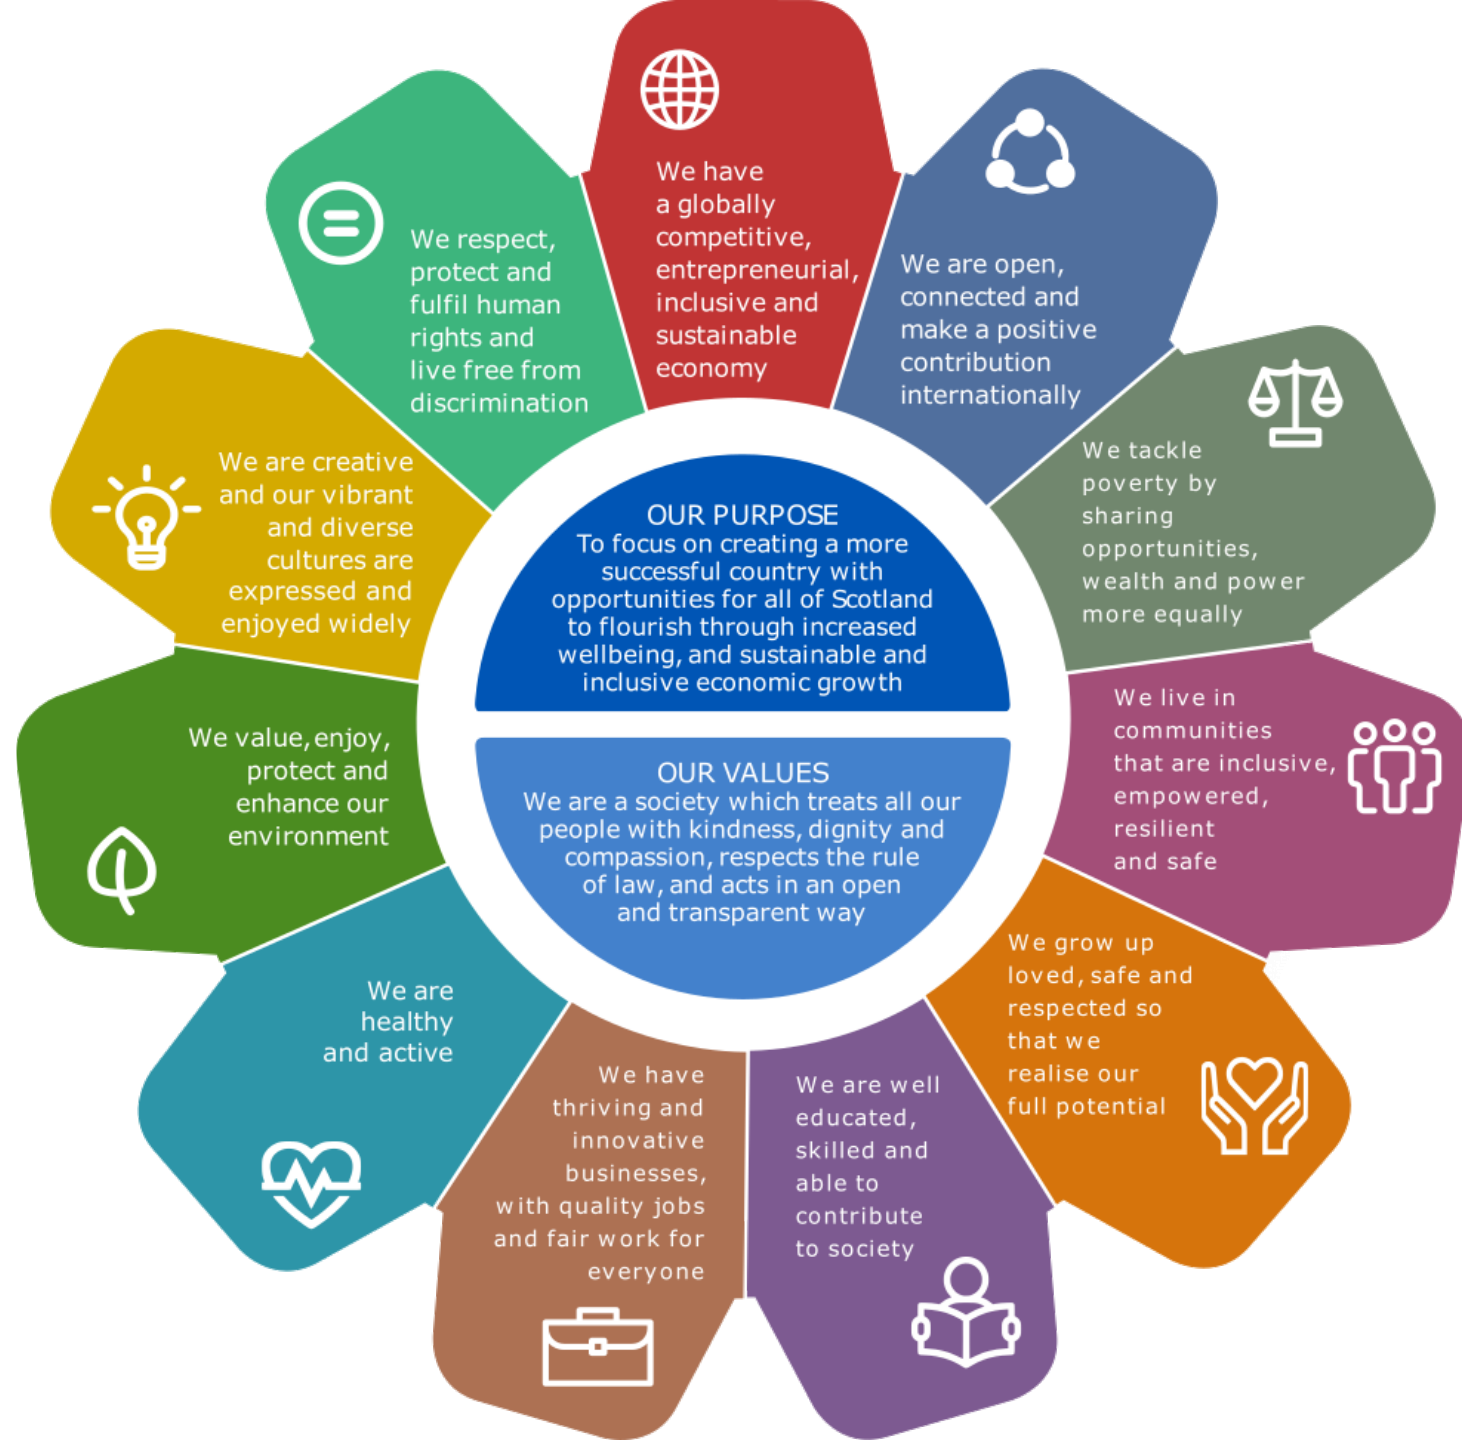 We have
a globally
competitive,
entrepreneurial,
inclusive and
sustainable
economy
We are open,
connected and
make a positive
contribution
internationally
We tackle
poverty by
sharing
opportunities,
wealth and power
more equally
We live in
communities
that are inclusive,
empowered,
resilient
and safe
We grow up
loved, safe and
respected so
that we
realise our
full potential
We are well
educated,
skilled and
able to
contribute
to society
We have
thriving and
innovative
businesses,
with quality jobs
and fair work for
everyone
We are
healthy
and active
We value, enjoy,
protect and
enhance our
environment
We are creative
and our vibrant
and diverse
cultures are
expressed and
enjoyed widely
We respect,
protect and
fulfil human
rights and
live free from
discrimination
OUR PURPOSE
To focus on creating a more
successful country with
opportunities for all of Scotland
to flourish through increased
wellbeing, and sustainable and
inclusive economic growth
OUR VALUES
We are a society which treats all our
people with kindness, dignity and
compassion, respects the rule
of law, and acts in an open
and transparent way